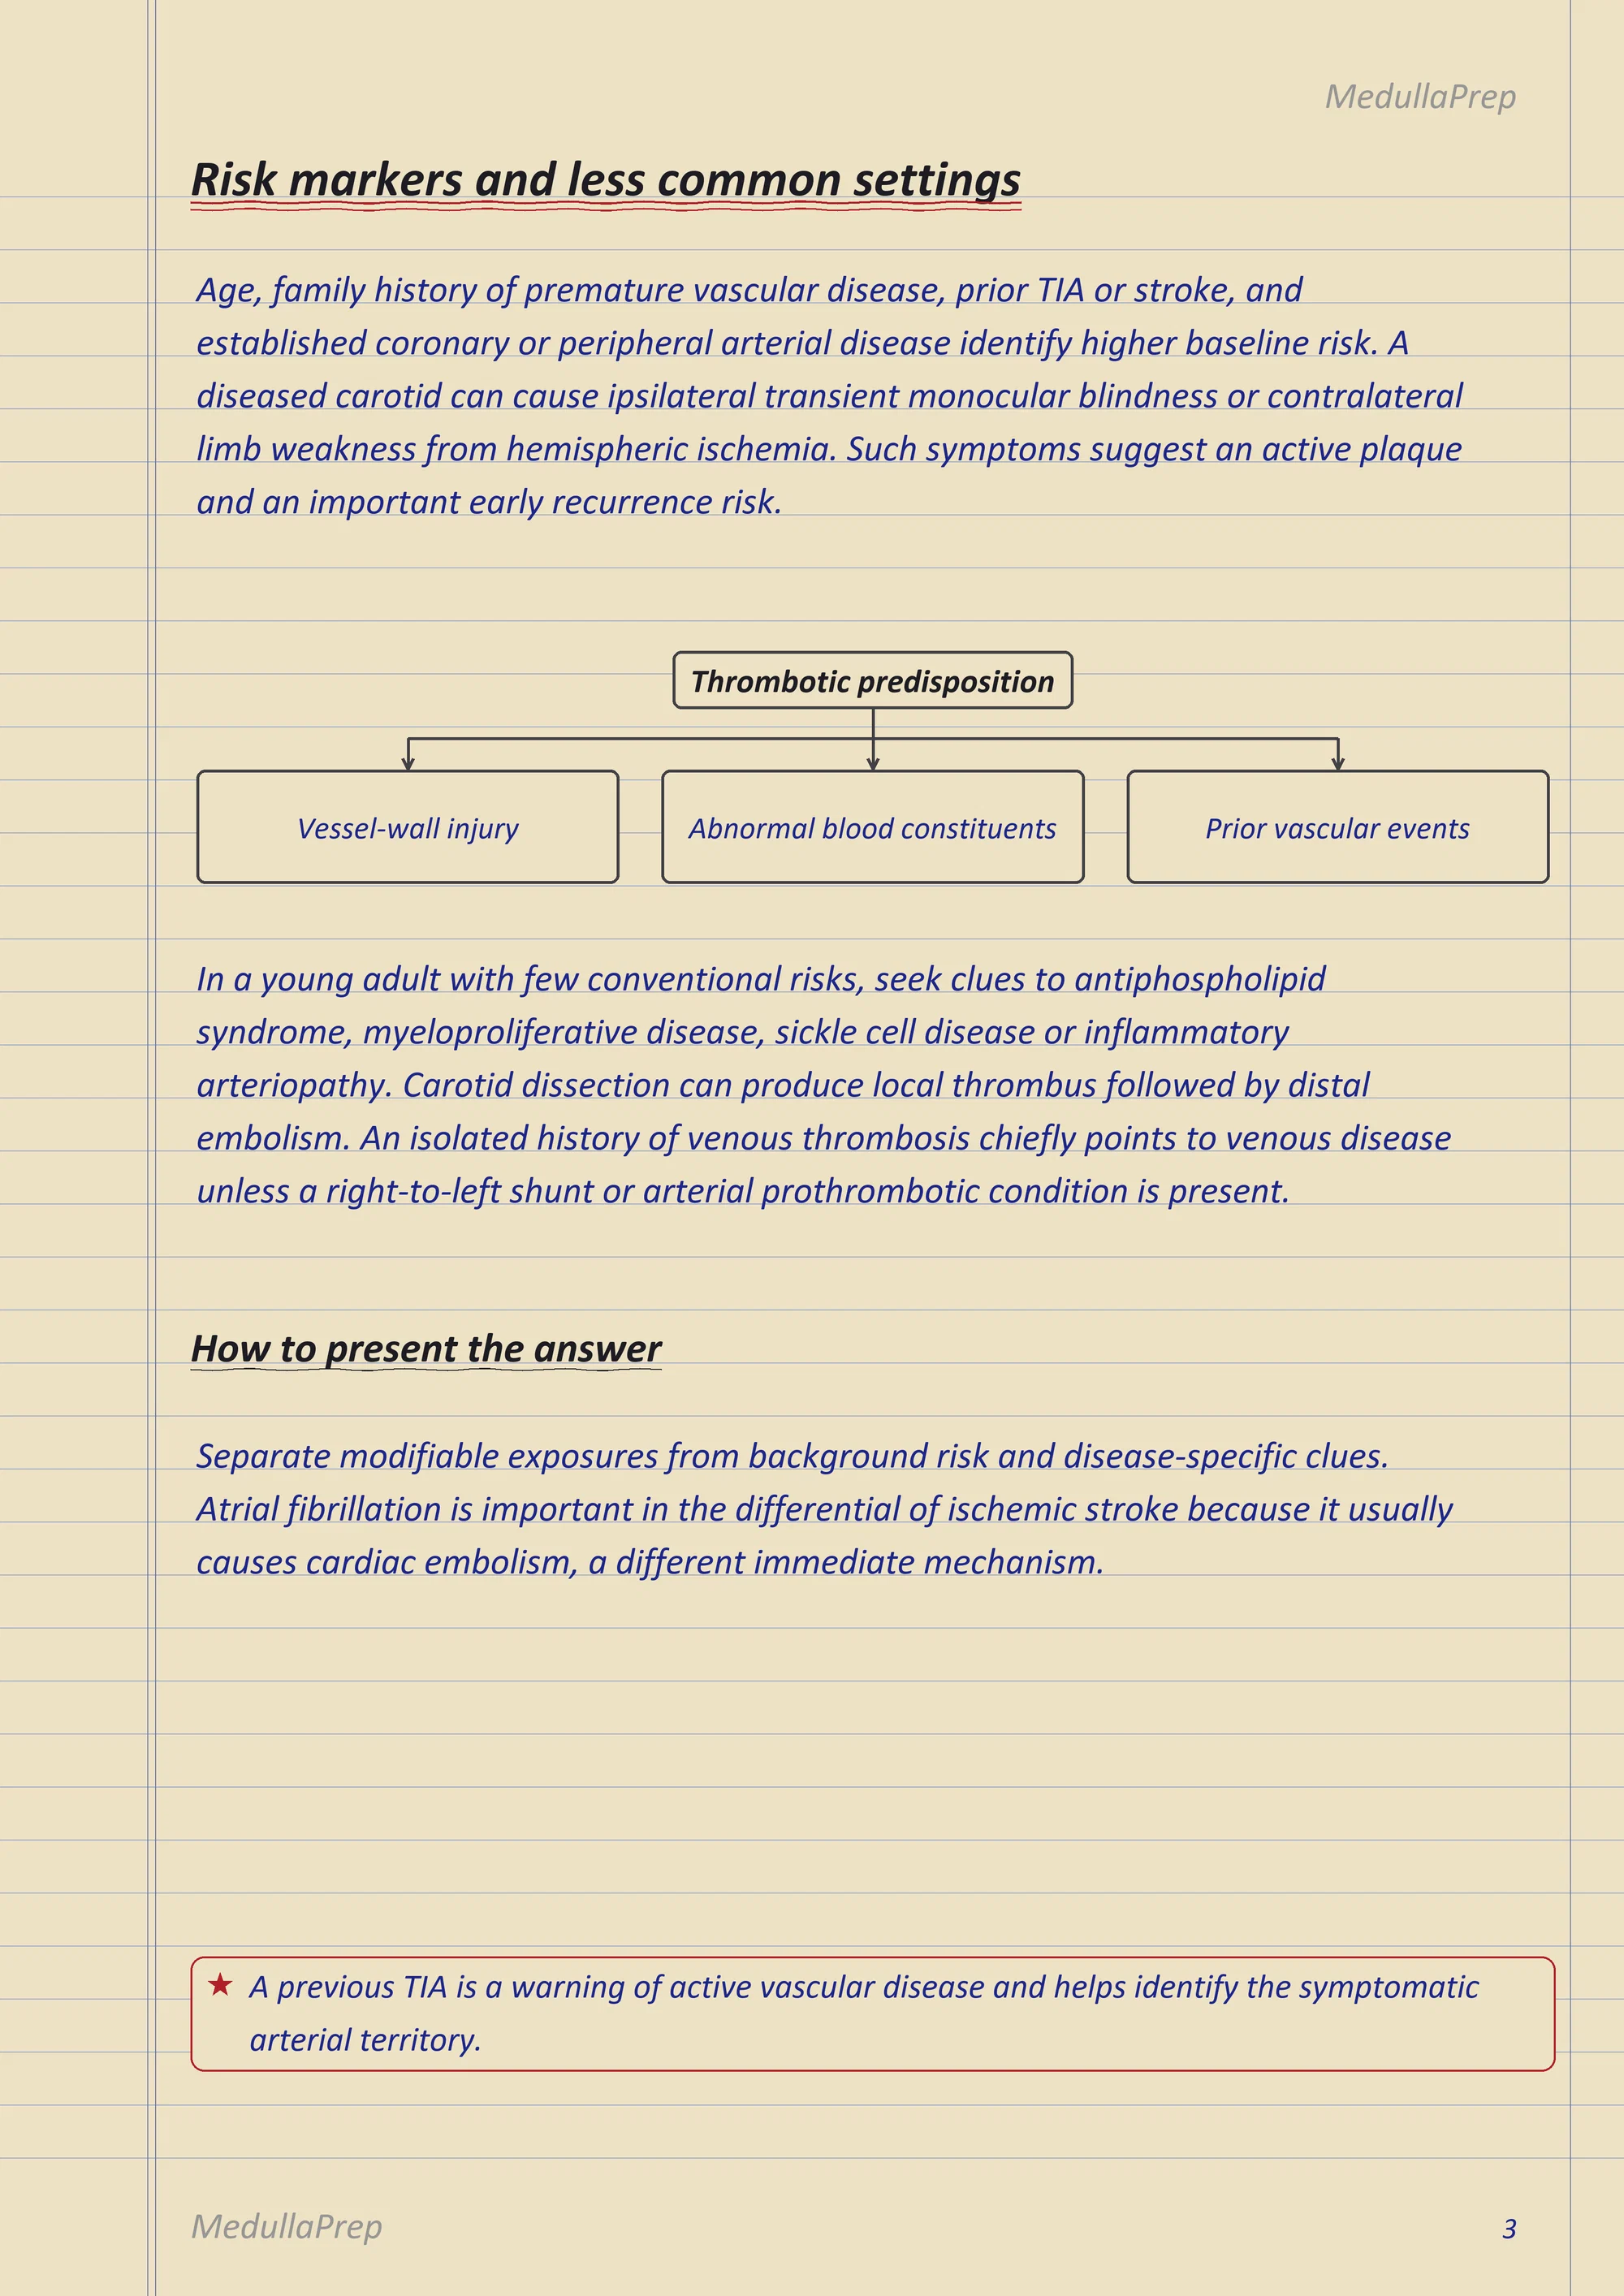 MedullaPrep
Risk markers and less common settings
Age, family history of premature vascular disease, prior TIA or stroke, and
established coronary or peripheral arterial disease identify higher baseline risk. A
diseased carotid can cause ipsilateral transient monocular blindness or contralateral
limb weakness from hemispheric ischemia. Such symptoms suggest an active plaque
and an important early recurrence risk.
Thrombotic predisposition
Vessel-wall injury
Abnormal blood constituents
Prior vascular events
In a young adult with few conventional risks, seek clues to antiphospholipid
syndrome, myeloproliferative disease, sickle cell disease or inflammatory
arteriopathy. Carotid dissection can produce local thrombus followed by distal
embolism. An isolated history of venous thrombosis chiefly points to venous disease
unless a right-to-left shunt or arterial prothrombotic condition is present.
How to present the answer
Separate modifiable exposures from background risk and disease-specific clues.
Atrial fibrillation is important in the differential of ischemic stroke because it usually
causes cardiac embolism, a different immediate mechanism.
★ A previous TIA is a warning of active vascular disease and helps identify the symptomatic
arterial territory.
MedullaPrep
3